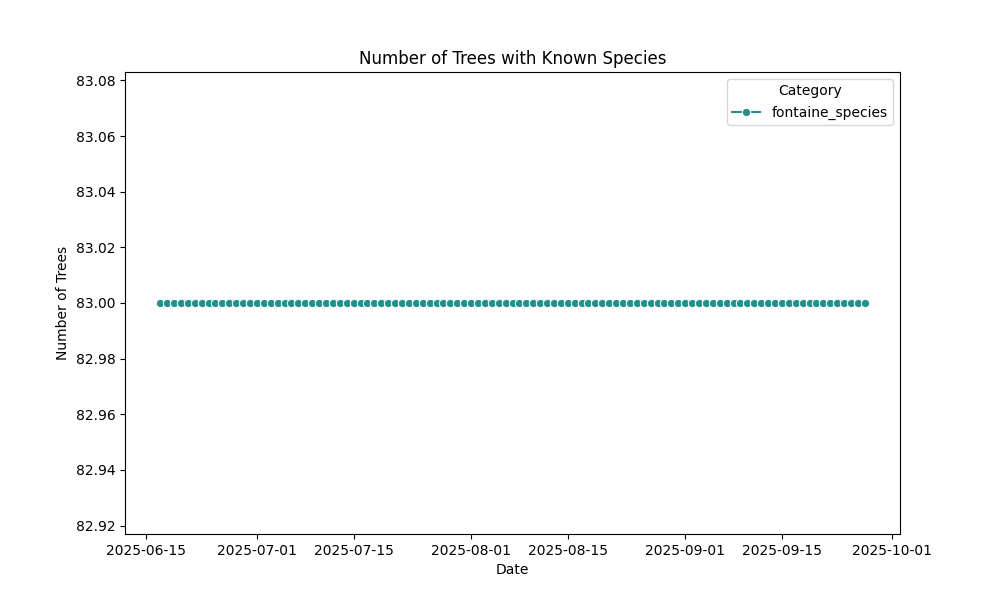 Number of Trees with Known Species
Category
fontaine_species
83.08
83.06
83.04
83.02
83.00
82.98
82.96
82.94
82.92
Number of Trees
2025-06-15 2025-07-01 2025-07-15 2025-08-01 2025-08-15 2025-09-01 2025-09-15 2025-10-01
Date